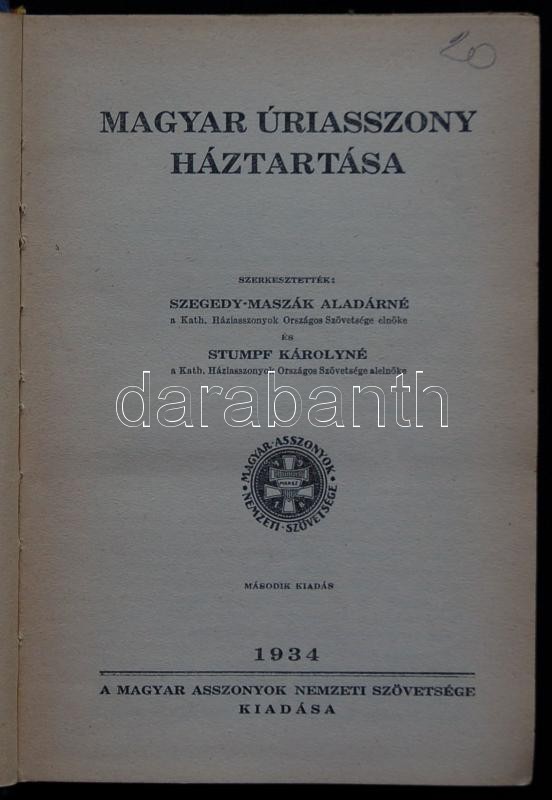 20
MAGYAR ÚRIASSZONY
HÁZTARTÁSA
SZERKESZTETTÉK:
SZEGEDY-MASZÁK ALADÁRNÉ
a Kath. Háziasszonyok Országos Szövetsége elnöke
ÉS
STUMPF KÁROLYNÉ
a Kath. Háziasszonyok Országos Szövetsége alelnöke
darabanth
MAGYAR-ASSZONYOK
MANSZ
NEMZETI-SZÖVETSÉGE
MÁSODIK KIADÁS
1934
A MAGYAR ASSZONYOK NEMZETI SZÖVETSÉGE
KIADÁSA